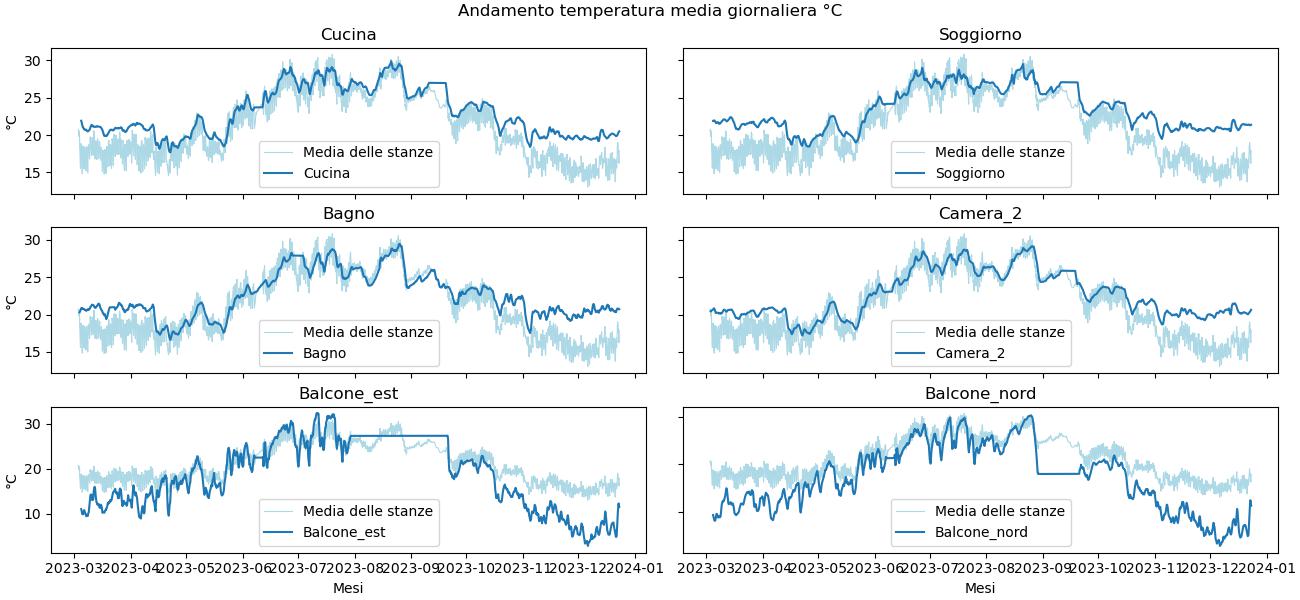 Andamento temperatura media giornaliera °C
Cucina
30
25
20
15
°C
Media delle stanze
Cucina
Soggiorno
Media delle stanze
Soggiorno
Bagno
30
25
20
15
°C
Media delle stanze
Bagno
Camera_2
Media delle stanze
Camera_2
Balcone_est
30
20
10
°C
Media delle stanze
Balcone_est
2023-03 2023-04 2023-05 2023-06 2023-07 2023-08 2023-09 2023-10 2023-11 2023-12 2024-01
Mesi
Balcone_nord
Media delle stanze
Balcone_nord
2023-03 2023-04 2023-05 2023-06 2023-07 2023-08 2023-09 2023-10 2023-11 2023-12 2024-01
Mesi